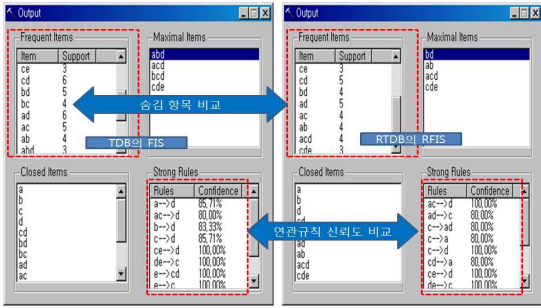 Output
Frequent Items
Item Support
ce 3
cd 6
bd 5
bc 4
ad 6
ac 5
ab 4
abd 3
Maximal Items
abd
acd
bcd
cde
TDB의 FIS
Closed Items
a
b
c
d
cd
bd
bc
ad
ac
Strong Rules
Rules Confidence
a-->d 85,71%
ac-->d 80,00%
b-->d 83,33%
c-->d 85,71%
ce-->d 100,00%
de-->c 100,00%
e-->cd 100,00%
e-->c 100,00%
숨김 항목 비교
연관규칙 신뢰도 비교
Output
Frequent Items
Item Support
ce 3
cd 5
bd 4
ad 5
ac 5
ab 4
acd 4
cde 3
Maximal Items
bd
ab
acd
cde
RTDB의 RFIS
Closed Items
a
b
c
d
cd
bd
ad
ab
acd
cde
Strong Rules
Rules Confidence
ac-->d 80,00%
ad-->c 80,00%
c-->ad 80,00%
c-->a 80,00%
ce-->d 100,00%
cd-->a 80,00%
c-->d 100,00%
de-->c 100,00%